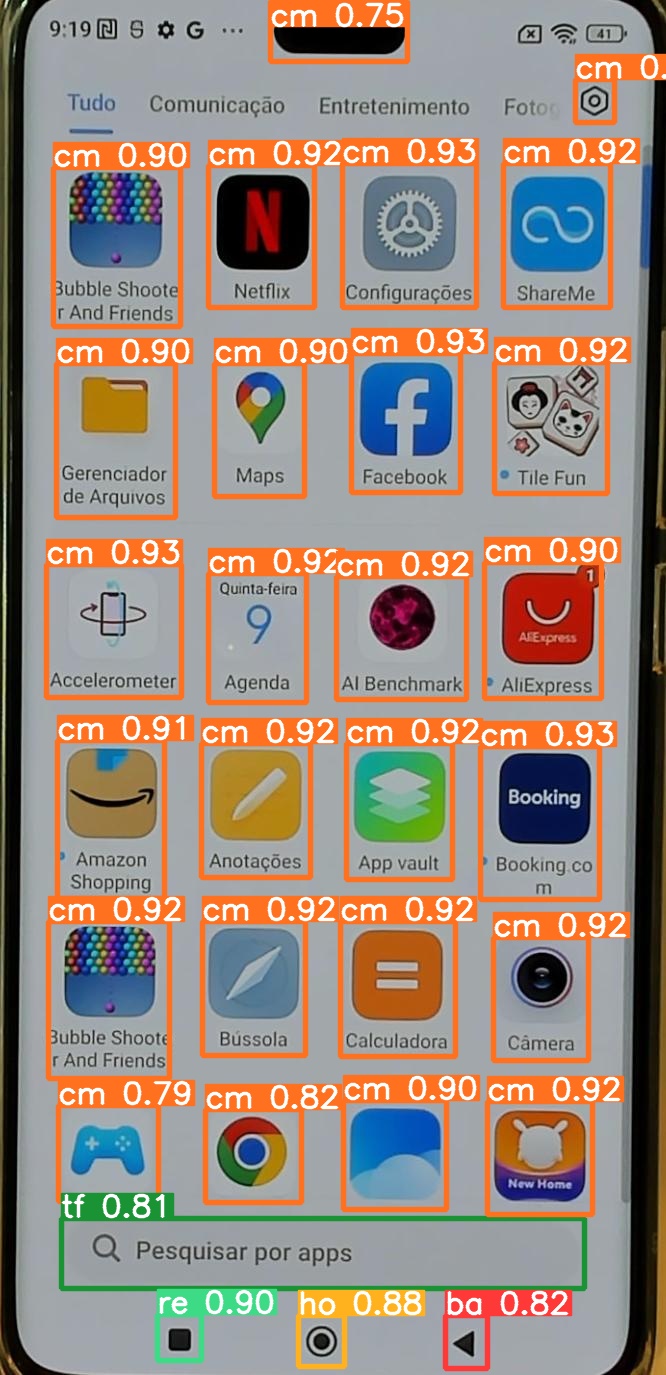 cm 0.75
9:19 ... 41
cm 0.
Tudo Comunicação Entretenimento Fotog
cm 0.90 cm 0.92 cm 0.93 cm 0.92
Bubble Shoote Netflix Configurações ShareMe
r And Friends
cm 0.90 cm 0.90 cm 0.93 cm 0.92
Gerenciador Maps Facebook Tile Fun
de Arquivos
cm 0.93 cm 0.92 cm 0.92 cm 0.90
Quinta-feira 1
9 AliExpress
Accelerometer Agenda AI Benchmark AliExpress
cm 0.91 cm 0.92 cm 0.92 cm 0.93
Booking
Amazon Anotações App vault Booking.co
Shopping m
cm 0.92 cm 0.92 cm 0.92 cm 0.92
Bubble Shoote Bússola Calculadora Câmera
r And Friends
cm 0.79 cm 0.82 cm 0.90 cm 0.92
New Home
tf 0.81
Pesquisar por apps
re 0.90 ho 0.88 ba 0.82